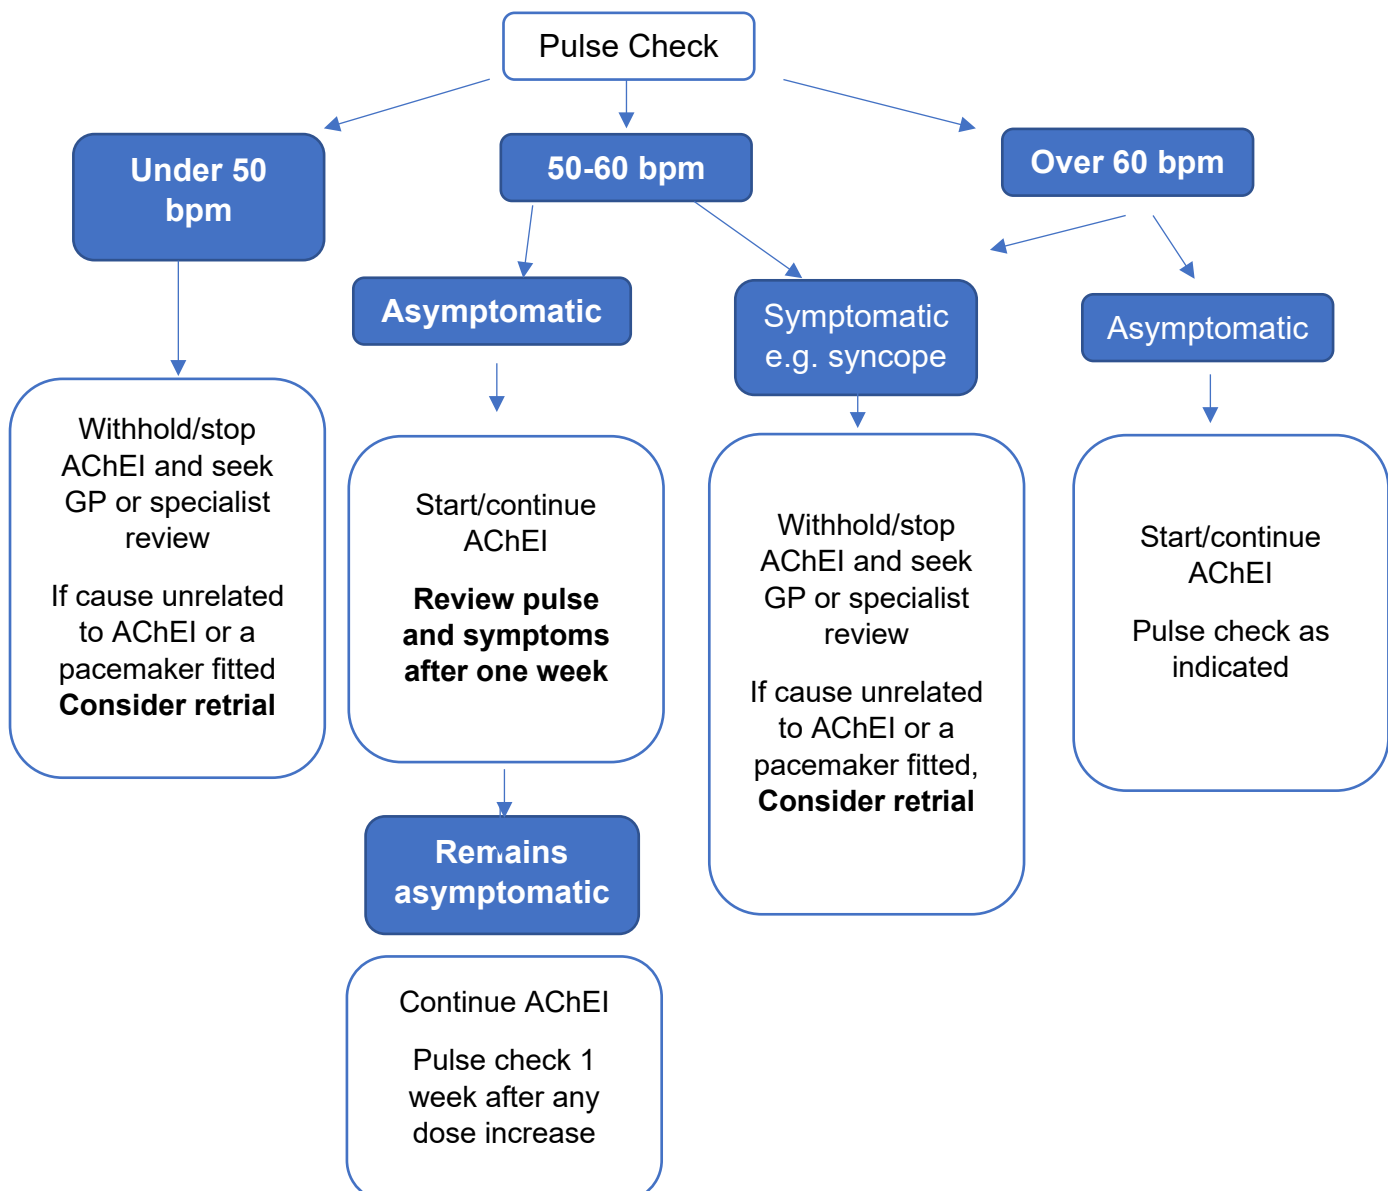 Pulse Check
Under 50
bpm
50-60 bpm
Over 60 bpm
Asymptomatic
Symptomatic
e.g. syncope
Asymptomatic
Withhold/stop
AChEI and seek
GP or specialist
review
If cause unrelated
to AChEI or a
pacemaker fitted
Consider retrial
Start/continue
AChEI
Review pulse
and symptoms
after one week
Withhold/stop
AChEI and seek
GP or specialist
review
If cause unrelated
to AChEI or a
pacemaker fitted,
Consider retrial
Start/continue
AChEI
Pulse check as
indicated
Remains
asymptomatic
Continue AChEI
Pulse check 1
week after any
dose increase